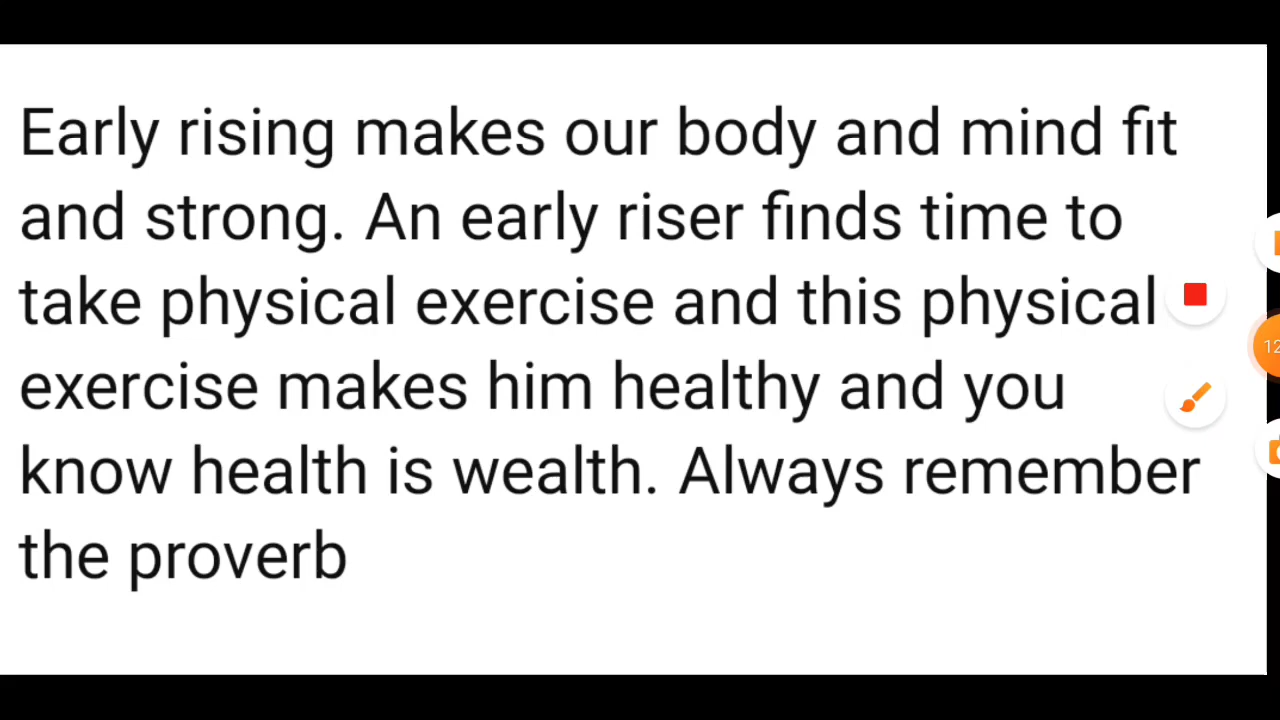 Early rising makes our body and mind fit
and strong. An early riser finds time to
take physical exercise and this physical
exercise makes him healthy and you
know health is wealth. Always remember
the proverb
12